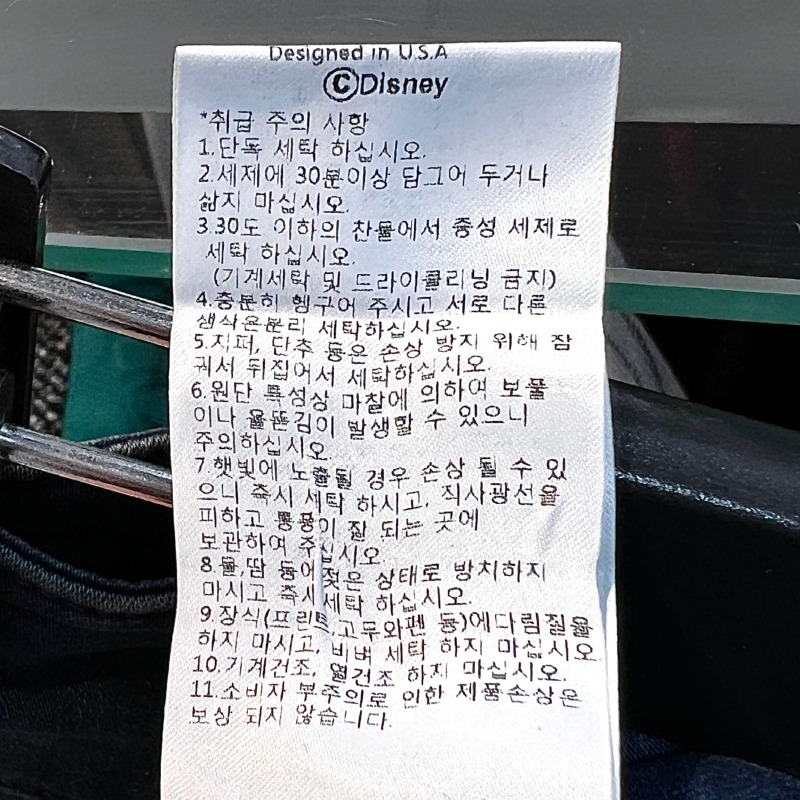 Designed in U.S.A
©Disney
*취급 주의 사항
1.단독 세탁 하십시오.
2.세제에 30분이상 담그어 두거나
삶지 마십시오.
3.30도 이하의 찬물에서 중성 세제로
세탁 하십시오.
(기계세탁 및 드라이클리닝 금지)
4.충분히 헹구어 주시고 서로 다른
색삭은분리 세탁하십시오.
5.지퍼, 단추 등은 손상 방지 위해 잠
궈서 뒤집어서 세탁하십시오.
6.원단 특성상 마찰에 의하여 보풀
이나 올뜯김이 발생할 수 있으니
주의하십시오.
7.햇빛에 노출될 경우 손상 될 수 있
으니 즉시 세탁 하시고, 직사광선을
피하고 통풍이 잘 되는 곳에
보관하여 주십시오.
8.물,땀 등에젖은 상태로 방치하지
마시고 즉시 세탁 하십시오.
9.장식(프린트,고무와펜 등)에다림질을
하지 마시고, 비벼 세탁 하지 마십시오.
10.기계건조, 열건조 하지 마십시오.
11.소비자 부주의로 인한 제품손상은
보상 되지 않습니다.